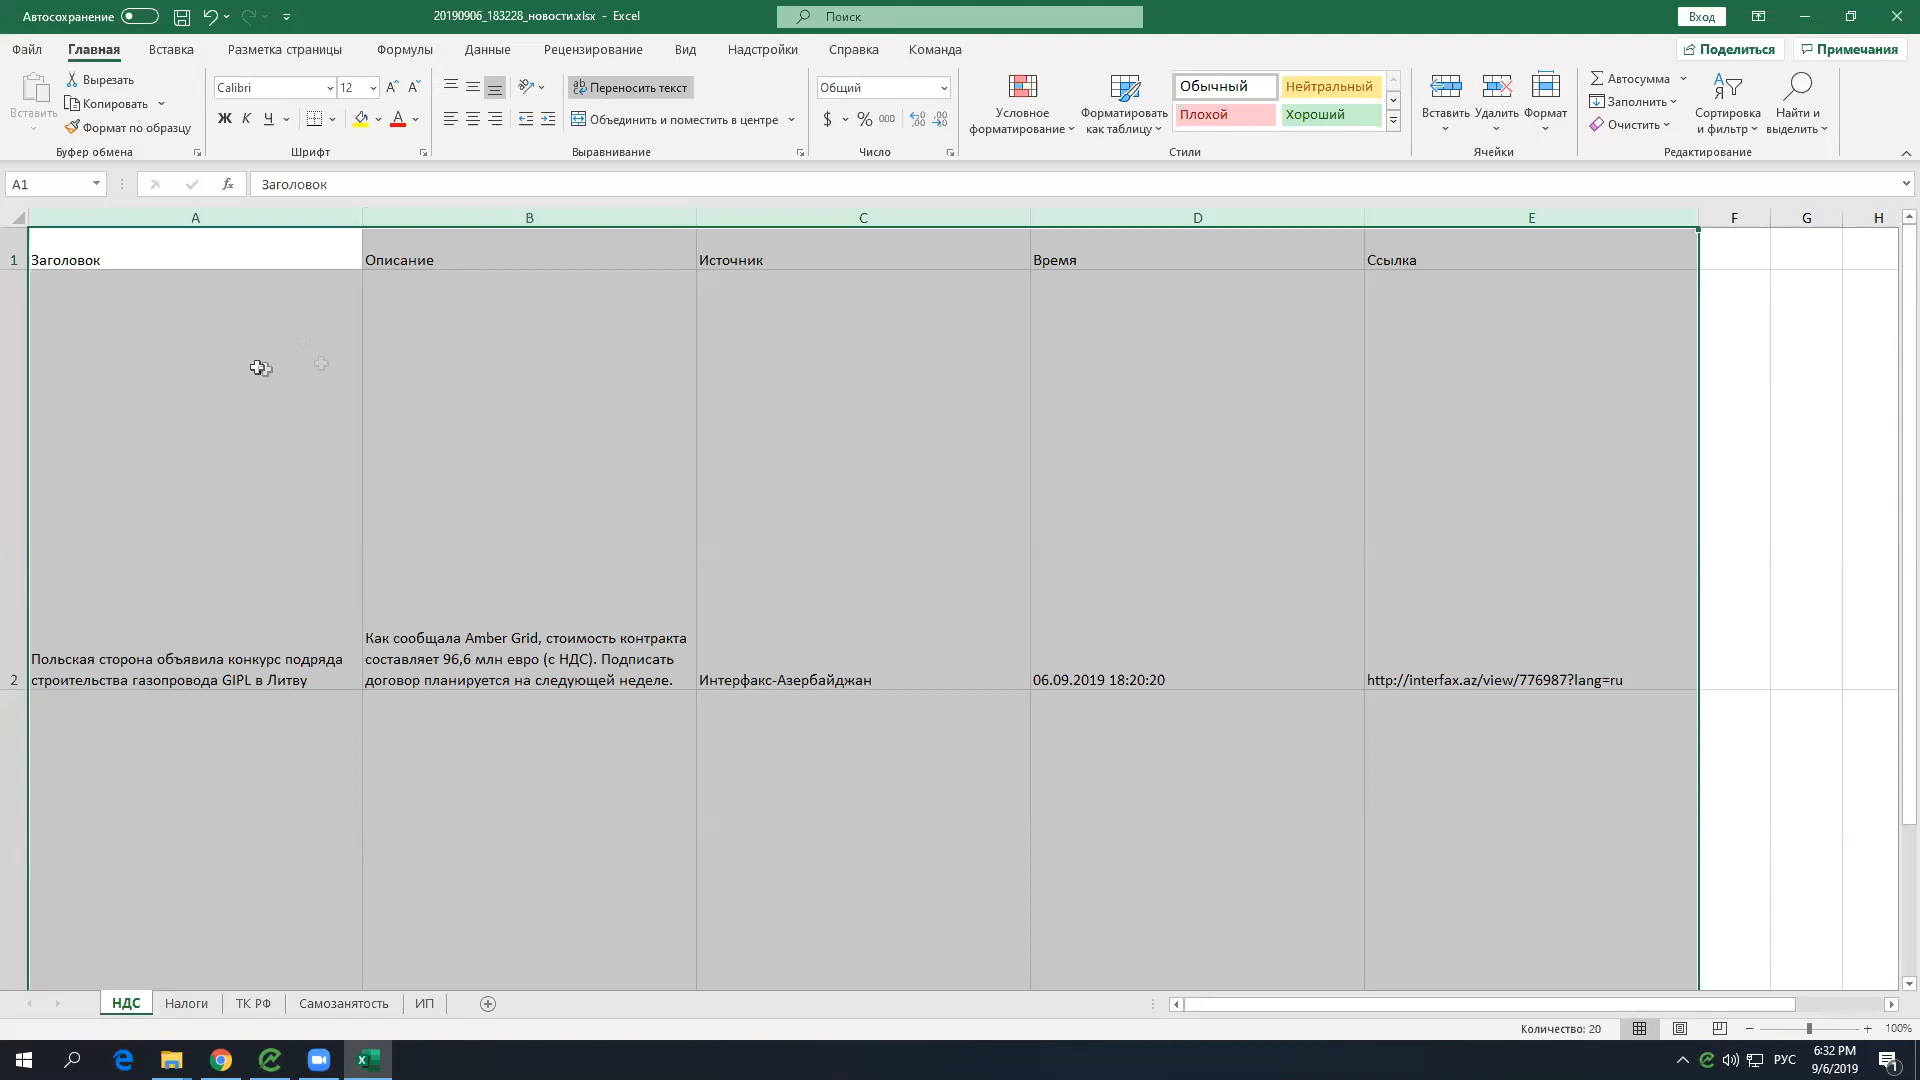 Автосохранение
20190906_183228_новости.xlsx - Excel
Поиск
Вход
Файл Главная Вставка Разметка страницы Формулы Данные Рецензирование Вид Надстройки Справка Команда
Поделиться Примечания
Вставить
Вырезать
Копировать
Формат по образцу
Буфер обмена
Calibri 12
Ж К Ч
Шрифт
Переносить текст
Объединить и поместить в центре
Выравнивание
Общий
$ % 000
Число
Условное форматирование
Форматировать как таблицу
Обычный Нейтральный
Плохой Хороший
Стили
Вставить Удалить Формат
Ячейки
Автосумма
Заполнить
Очистить
Сортировка и фильтр
Найти и выделить
Редактирование
A1 fx Заголовок
A B C D E F G H
1 Заголовок Описание Источник Время Ссылка
Как сообщала Amber Grid, стоимость контракта
Польская сторона объявила конкурс подряда составляет 96,6 млн евро (с НДС). Подписать
2 строительства газопровода GIPL в Литву договор планируется на следующей неделе. Интерфакс-Азербайджан 06.09.2019 18:20:20 http://interfax.az/view/776987?lang=ru
НДС Налоги ТК РФ Самозанятость ИП
Количество: 20 100%
РУС
6:32 PM
9/6/2019
1